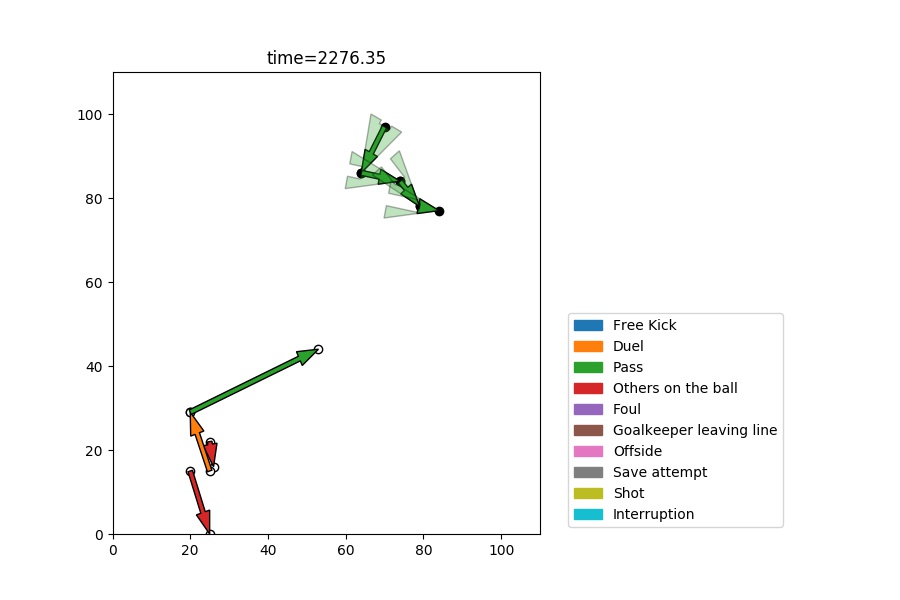 time=2276.35
100
80
60
40
20
0
0 20 40 60 80 100
Free Kick
Duel
Pass
Others on the ball
Foul
Goalkeeper leaving line
Offside
Save attempt
Shot
Interruption